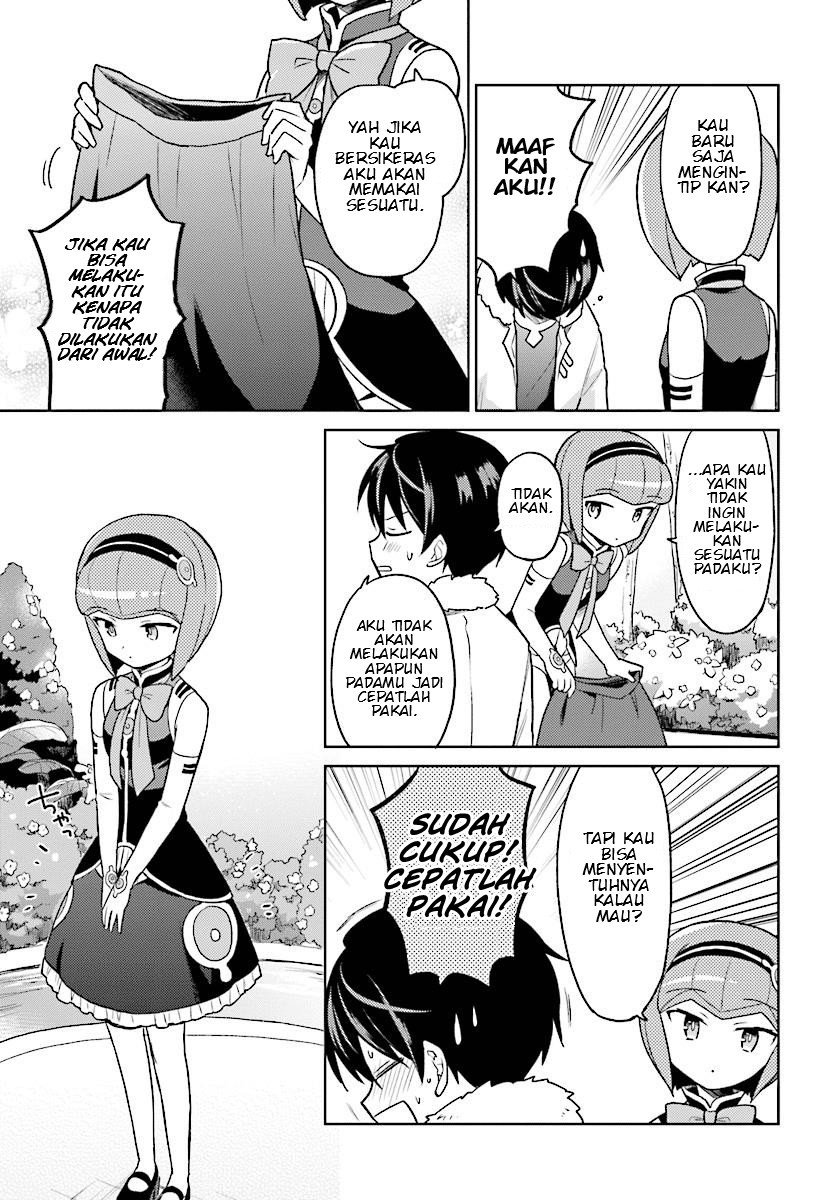 KAU
BARU
SAJA
MENGIN-
TIP KAN?
MAAF
KAN
AKU!!
YAH JIKA
KAU
BERSIKERAS
AKU AKAN
MEMAKAI
SESUATU.
JIKA KAU
BISA
MELAKU-
KAN ITU
KENAPA
TIDAK
DILAKUKAN
DARI AWAL!
...APA KAU
YAKIN
TIDAK
INGIN
MELAKU-
KAN
SESUATU
PADAKU?
TIDAK
AKAN.
AKU TIDAK
AKAN
MELAKUKAN
APAPUN
PADAMU JADI
CEPATLAH
PAKAI.
TAPI KAU
BISA
MENYEN-
TUHNYA
KALAU
MAU?
SUDAH
CUKUP!
CEPATLAH
PAKAI!
ちゃっ